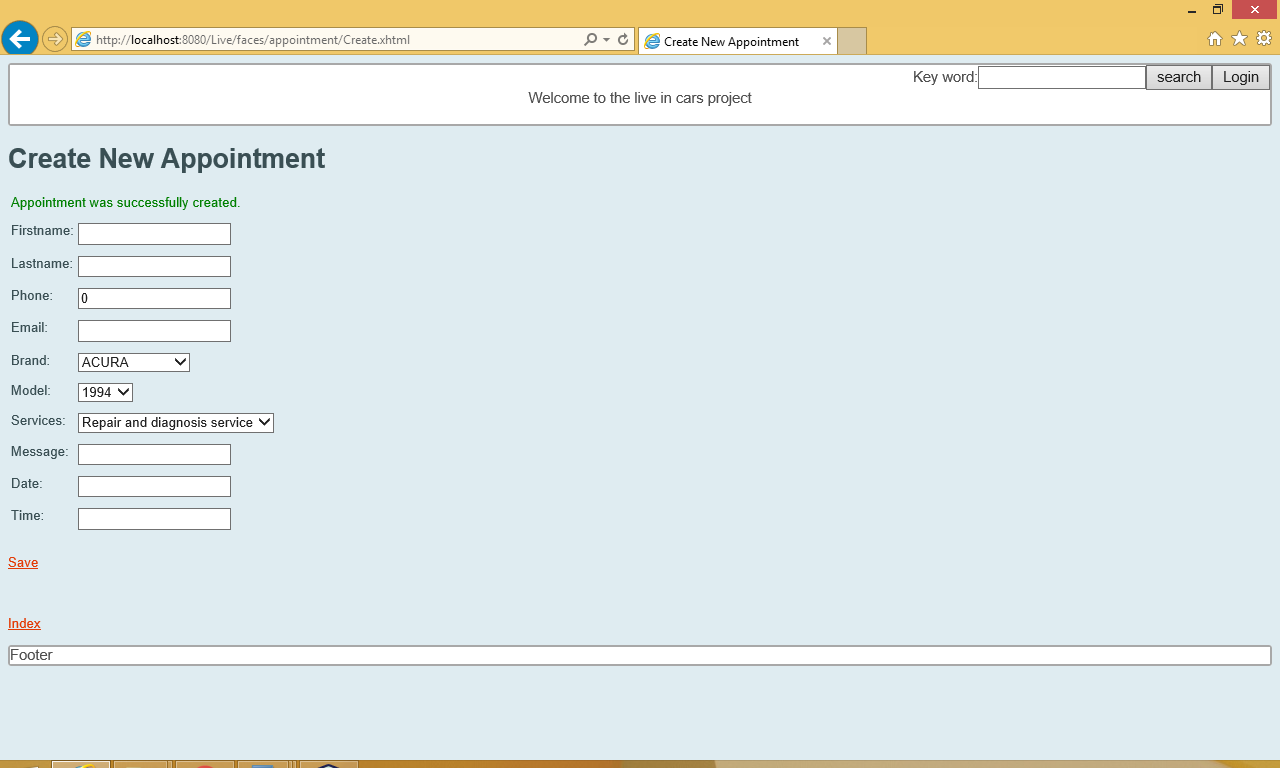 http://localhost:8080/Live/faces/appointment/Create.xhtml
Create New Appointment
Key word: search Login
Welcome to the live in cars project
Create New Appointment
Appointment was successfully created.
Firstname:
Lastname:
Phone: 0
Email:
Brand: ACURA
Model: 1994
Services: Repair and diagnosis service
Message:
Date:
Time:
Save
Index
Footer